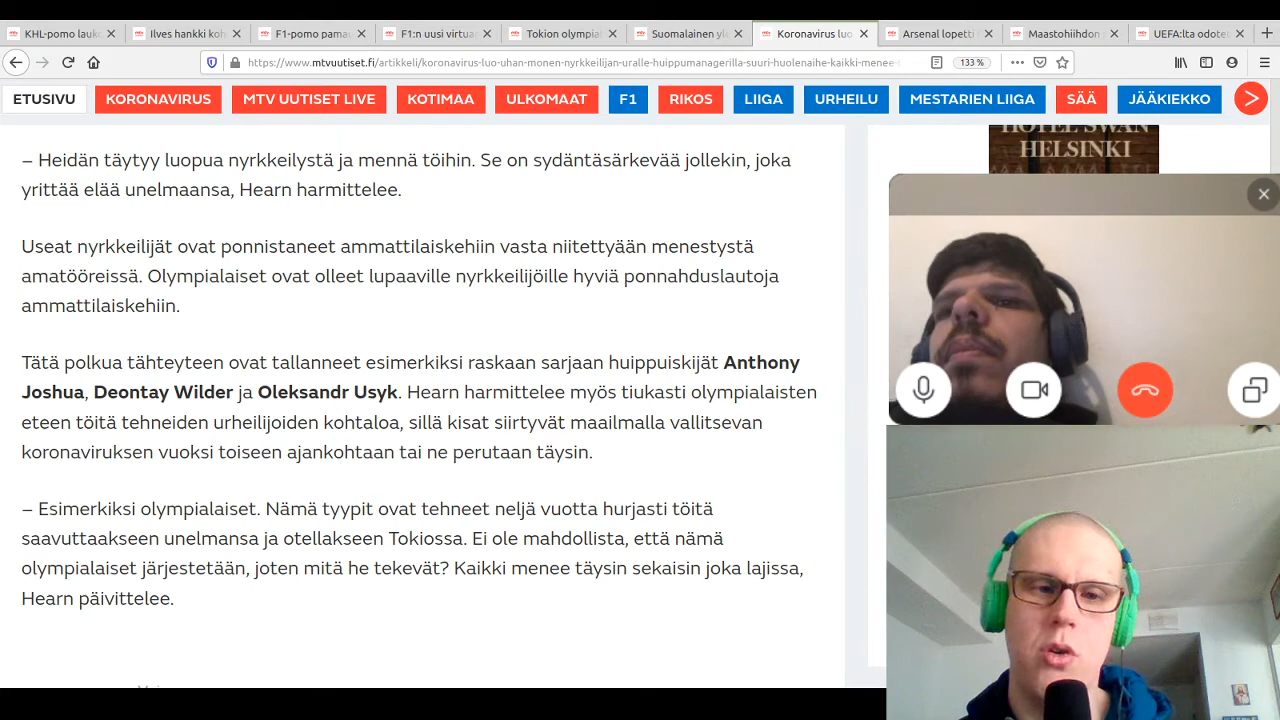 KHL-pomo lauko
Ilves hankki koh
F1-pomo pamau
F1:n uusi virtua
Tokion olympial
Suomalainen yle
Koronavirus luo
Arsenal lopetti l
Maastohiihdon
UEFA:lta odotet
https://www.mtvuutiset.fi/artikkeli/koronavirus-luo-uhan-monen-nyrkkeilijan-uralle-huippumanagerilla-suuri-huolenaihe-kaikki-menee-
133 %
ETUSIVU
KORONAVIRUS
MTV UUTISET LIVE
KOTIMAA
ULKOMAAT
F1
RIKOS
LIIGA
URHEILU
MESTARIEN LIIGA
SÄÄ
JÄÄKIEKKO
HOTEL SWAN
HELSINKI
– Heidän täytyy luopua nyrkkeilystä ja mennä töihin. Se on sydäntäsärkevää jollekin, joka
yrittää elää unelmaansa, Hearn harmittelee.
Useat nyrkkeilijät ovat ponnistaneet ammattilaiskehiin vasta niitettyään menestystä
amatööreissä. Olympialaiset ovat olleet lupaaville nyrkkeilijöille hyviä ponnahduslautoja
ammattilaiskehiin.
Tätä polkua tähteyteen ovat tallanneet esimerkiksi raskaan sarjaan huippuiskijät Anthony
Joshua, Deontay Wilder ja Oleksandr Usyk. Hearn harmittelee myös tiukasti olympialaisten
eteen töitä tehneiden urheilijoiden kohtaloa, sillä kisat siirtyvät maailmalla vallitsevan
koronaviruksen vuoksi toiseen ajankohtaan tai ne perutaan täysin.
– Esimerkiksi olympialaiset. Nämä tyypit ovat tehneet neljä vuotta hurjasti töitä
saavuttaakseen unelmansa ja otellakseen Tokiossa. Ei ole mahdollista, että nämä
olympialaiset järjestetään, joten mitä he tekevät? Kaikki menee täysin sekaisin joka lajissa,
Hearn päivittelee.